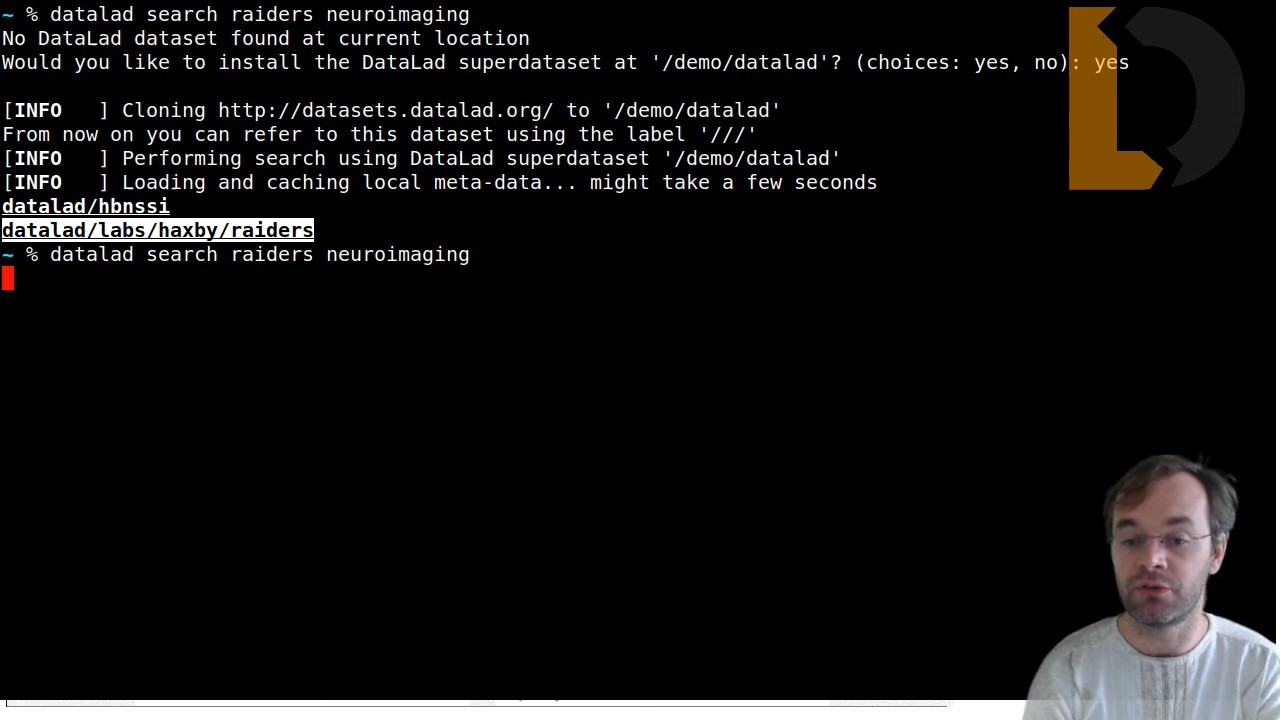 ~ % datalad search raiders neuroimaging
No DataLad dataset found at current location
Would you like to install the DataLad superdataset at '/demo/datalad'? (choices: yes, no): yes
[INFO   ] Cloning http://datasets.datalad.org/ to '/demo/datalad'
From now on you can refer to this dataset using the label '///'
[INFO   ] Performing search using DataLad superdataset '/demo/datalad'
[INFO   ] Loading and caching local meta-data... might take a few seconds
datalad/hbnssi
datalad/labs/haxby/raiders
~ % datalad search raiders neuroimaging